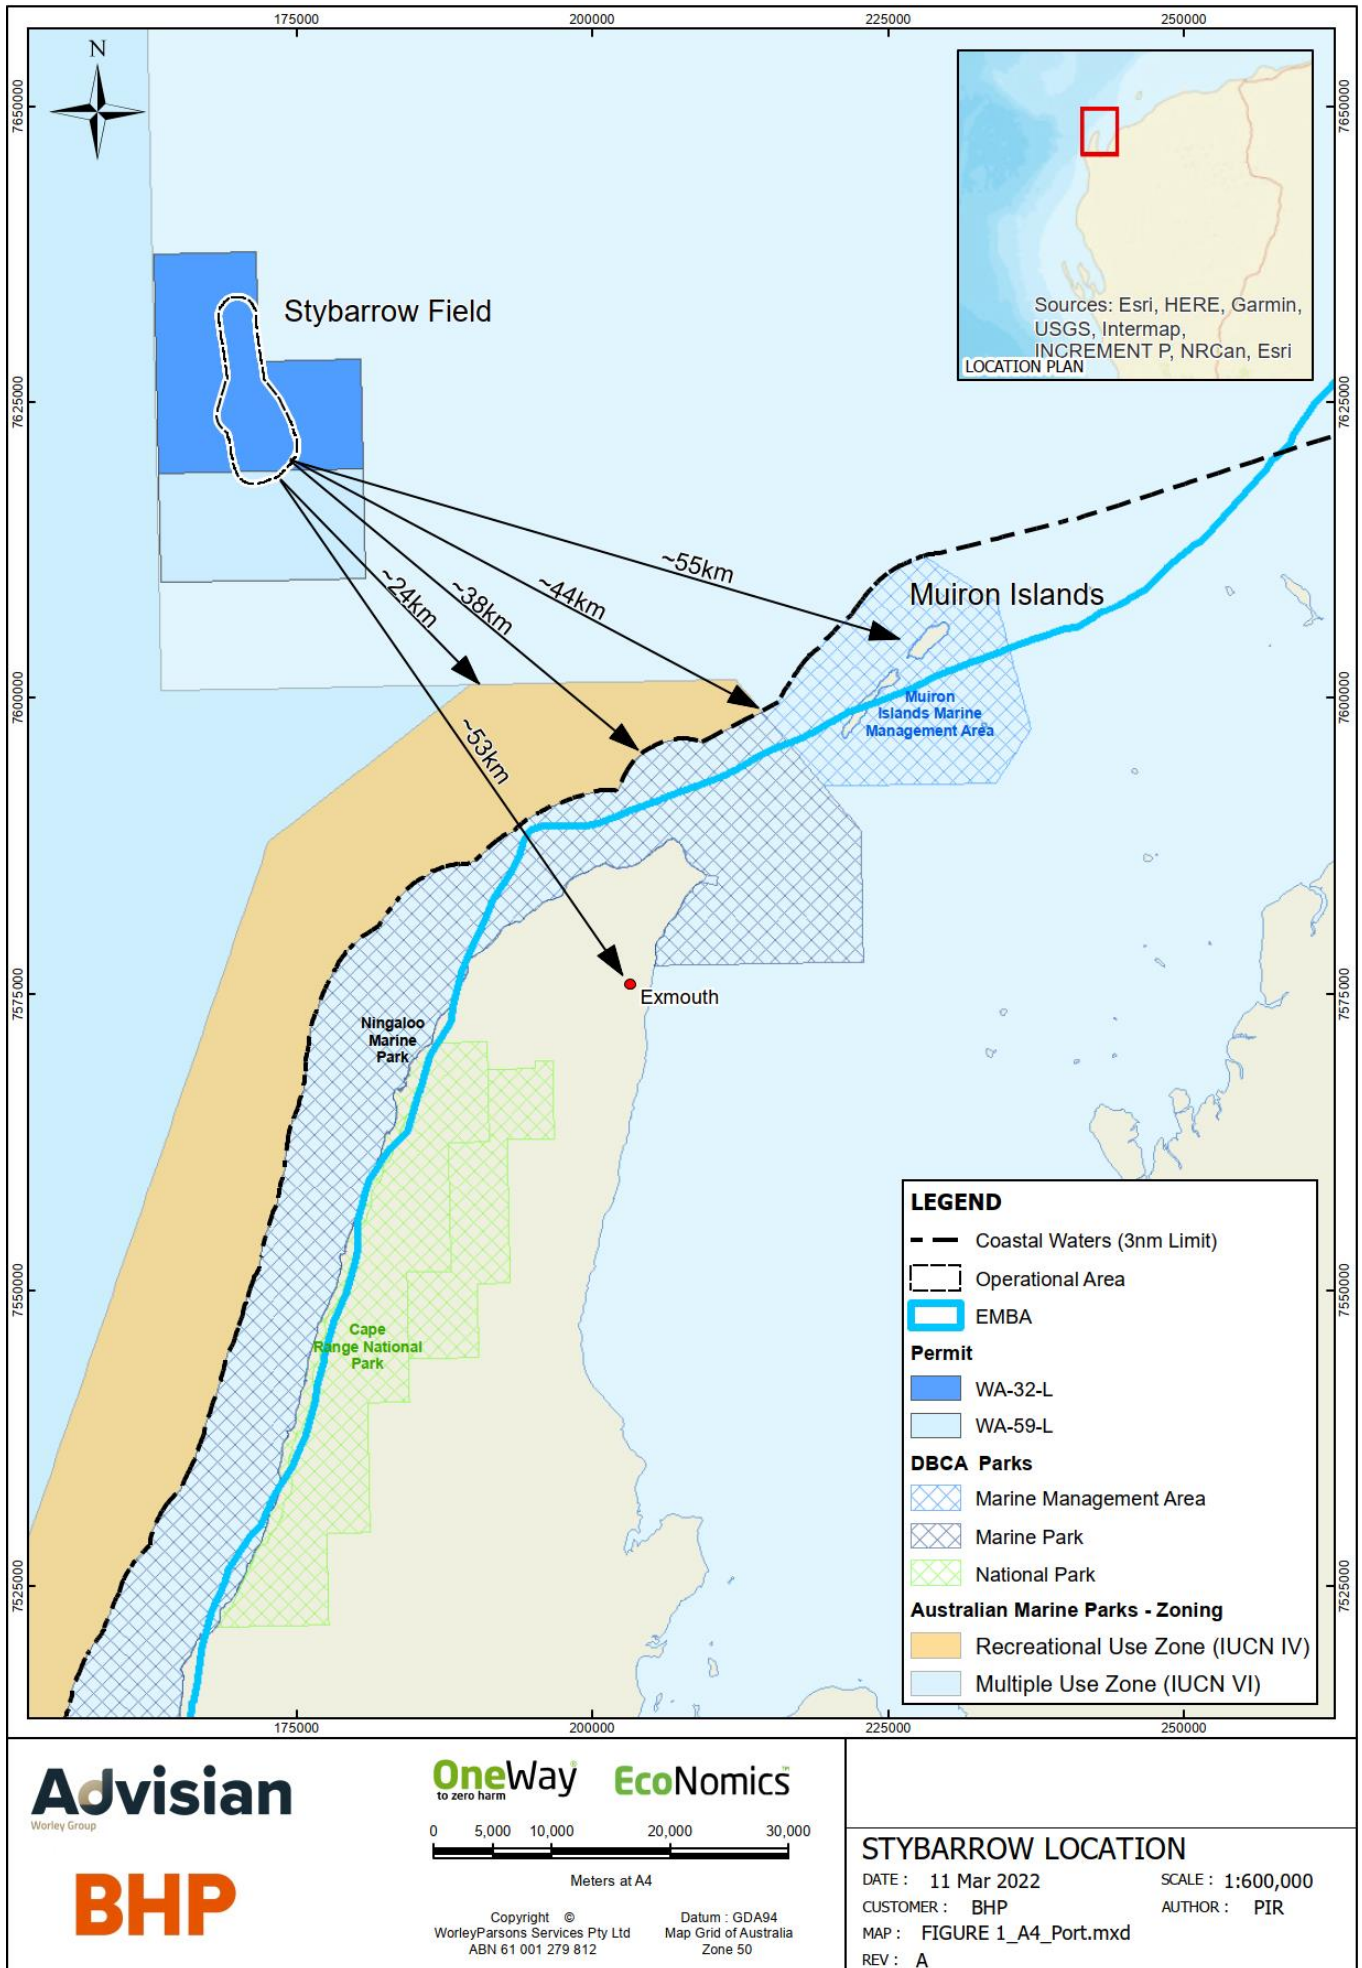 175000
200000
225000
250000
N
7650000
7650000
Sources: Esri, HERE, Garmin,
USGS, Intermap,
INCREMENT P, NRCan, Esri
LOCATION PLAN
Stybarrow Field
7625000
7625000
~55km
~44km
~38km
~24km
~53km
Muiron Islands
7600000
7600000
Muiron
Islands Marine
Management Area
7575000
7575000
Exmouth
Ningaloo
Marine
Park
7550000
7550000
Cape
Range National
Park
7525000
7525000
LEGEND
Coastal Waters (3nm Limit)
Operational Area
EMBA
Permit
WA-32-L
WA-59-L
DBCA Parks
Marine Management Area
Marine Park
National Park
Australian Marine Parks - Zoning
Recreational Use Zone (IUCN IV)
Multiple Use Zone (IUCN VI)
175000
200000
225000
250000
Advisian
Worley Group
BHP
OneWay®
to zero harm
EcoNomics™
0 5,000 10,000 20,000 30,000
Meters at A4
Copyright ©
WorleyParsons Services Pty Ltd
ABN 61 001 279 812
Datum : GDA94
Map Grid of Australia
Zone 50
STYBARROW LOCATION
DATE : 11 Mar 2022
SCALE : 1:600,000
CUSTOMER : BHP
AUTHOR : PIR
MAP : FIGURE 1_A4_Port.mxd
REV : A